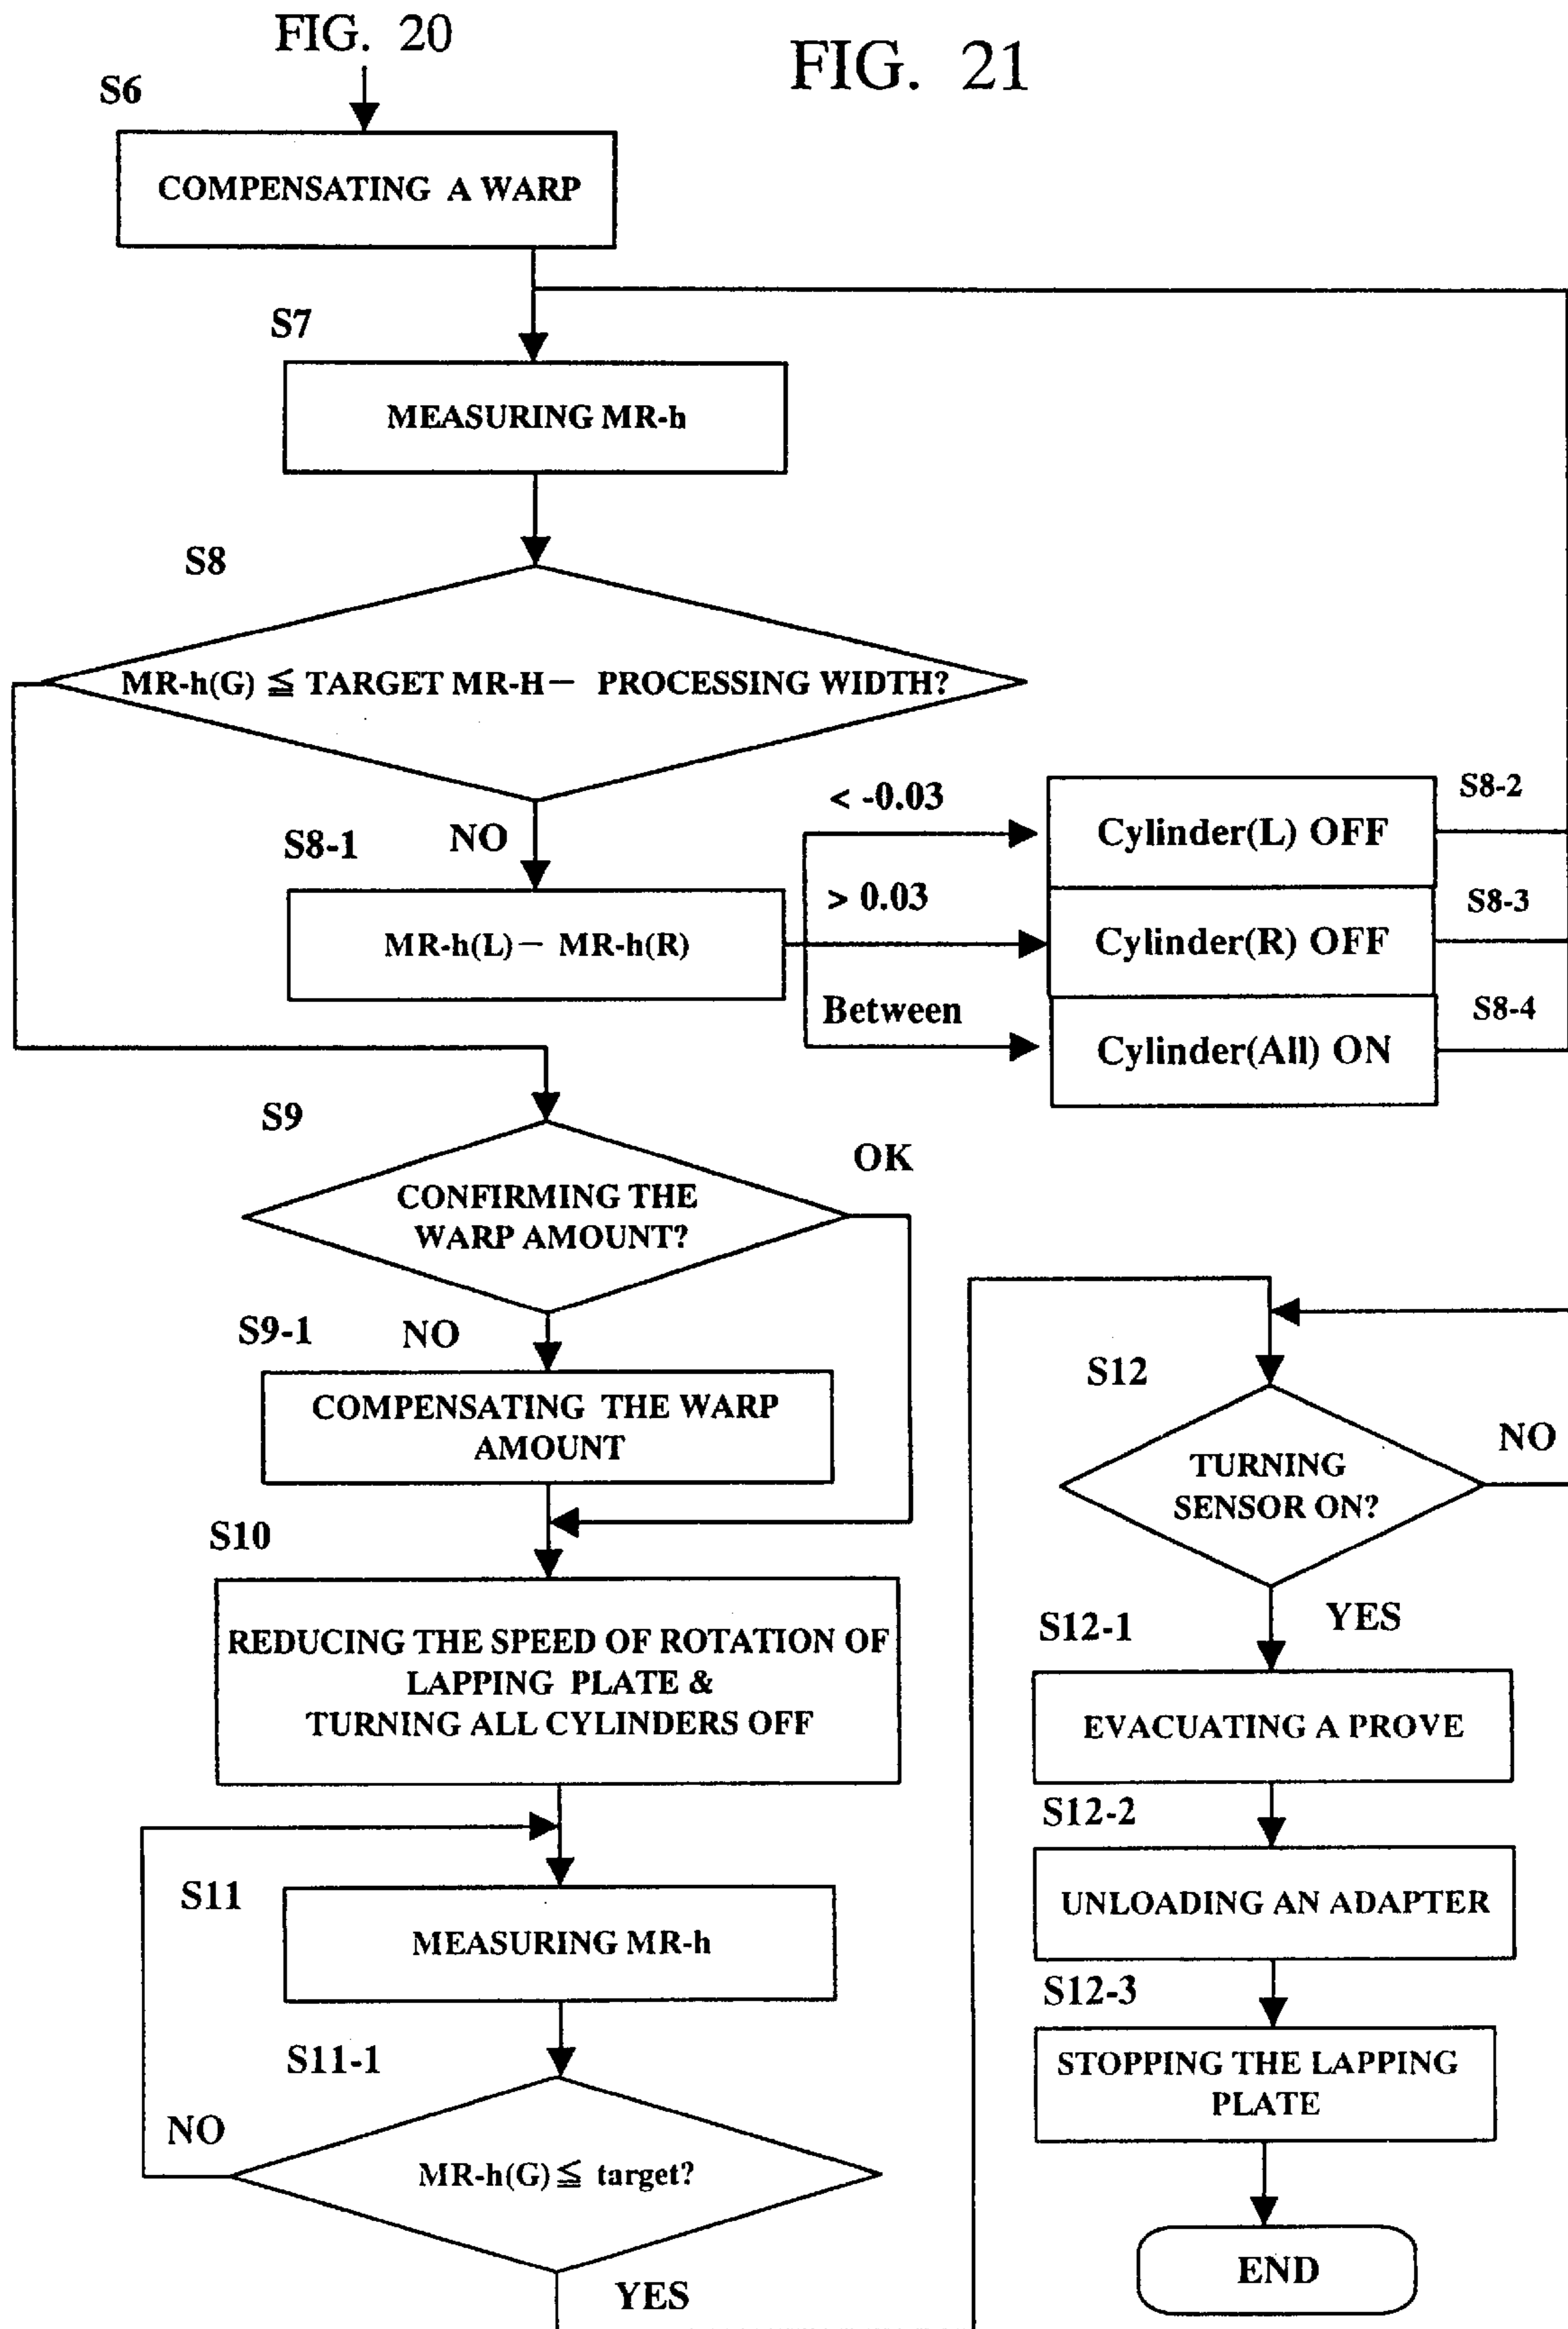 FIG. 20
FIG. 21
S6
COMPENSATING A WARP
S7
MEASURING MR-h
S8
MR-h(G) ≦ TARGET MR-H－ PROCESSING WIDTH?
NO
S8-1
MR-h(L)－ MR-h(R)
< -0.03
Cylinder(L) OFF
S8-2
> 0.03
Cylinder(R) OFF
S8-3
Between
Cylinder(All) ON
S8-4
S9
CONFIRMING THE
WARP AMOUNT?
OK
NO
S9-1
COMPENSATING THE WARP
AMOUNT
S10
REDUCING THE SPEED OF ROTATION OF
LAPPING PLATE &
TURNING ALL CYLINDERS OFF
S11
MEASURING MR-h
S11-1
MR-h(G)≦ target?
NO
YES
S12
TURNING
SENSOR ON?
NO
YES
S12-1
EVACUATING A PROVE
S12-2
UNLOADING AN ADAPTER
S12-3
STOPPING THE LAPPING
PLATE
END